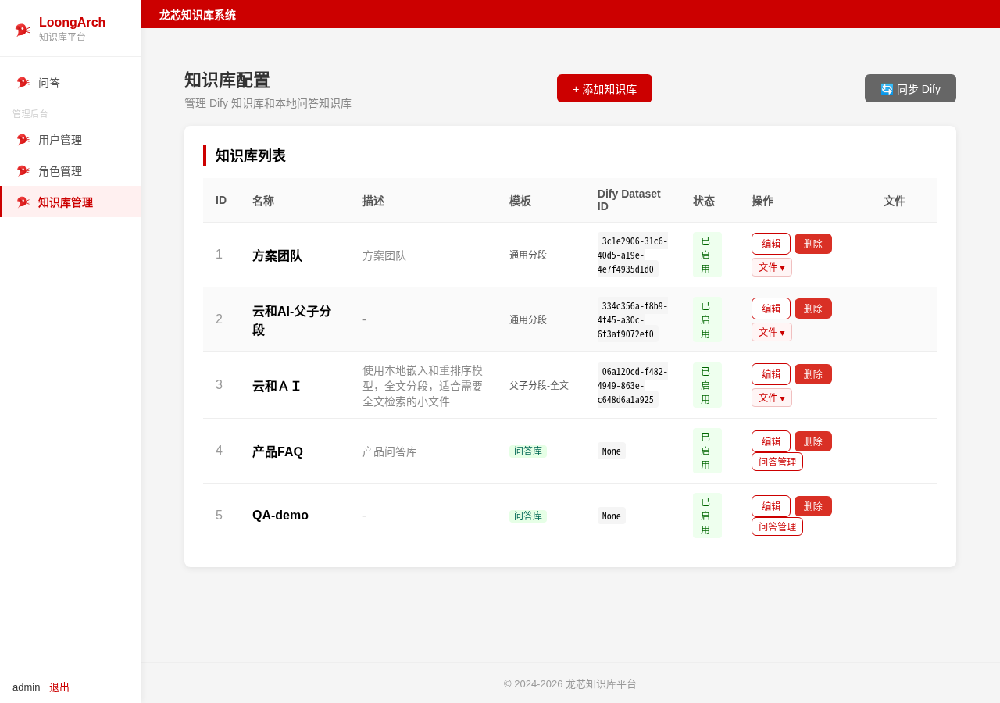 LoongArch
知识库平台
问答
管理后台
用户管理
角色管理
知识库管理
admin 退出
龙芯知识库系统
知识库配置
管理 Dify 知识库和本地问答知识库
+ 添加知识库
🔄 同步 Dify
知识库列表
ID 名称 描述 模板 Dify Dataset ID 状态 操作 文件
1 方案团队 方案团队 通用分段
3c1e2906-31c6-
40d5-a19e-
4e7f4935d1d0
已
启
用
编辑 删除
文件 ▾
2 云和AI-父子分
段
- 通用分段
334c356a-f8b9-
4f45-a30c-
6f3af9072ef0
已
启
用
编辑 删除
文件 ▾
3 云和ＡＩ
使用本地嵌入和重排序模
型，全文分段，适合需要
全文检索的小文件
父子分段-全文
06a120cd-f482-
4949-863e-
c648d6a1a925
已
启
用
编辑 删除
文件 ▾
4 产品FAQ 产品问答库 问答库 None
已
启
用
编辑 删除
问答管理
5 QA-demo - 问答库 None
已
启
用
编辑 删除
问答管理
© 2024-2026 龙芯知识库平台